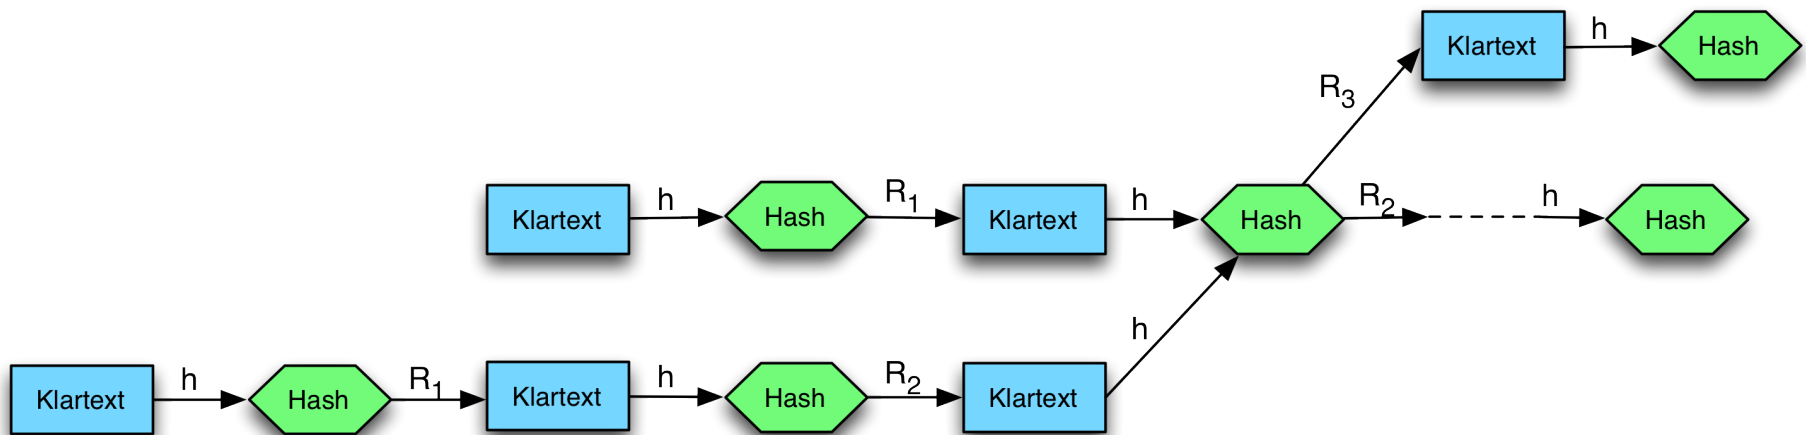 Klartext h Hash
R3
Klartext h Hash R1 Klartext h Hash R2 h Hash
h
Klartext h Hash R1 Klartext h Hash R2 Klartext